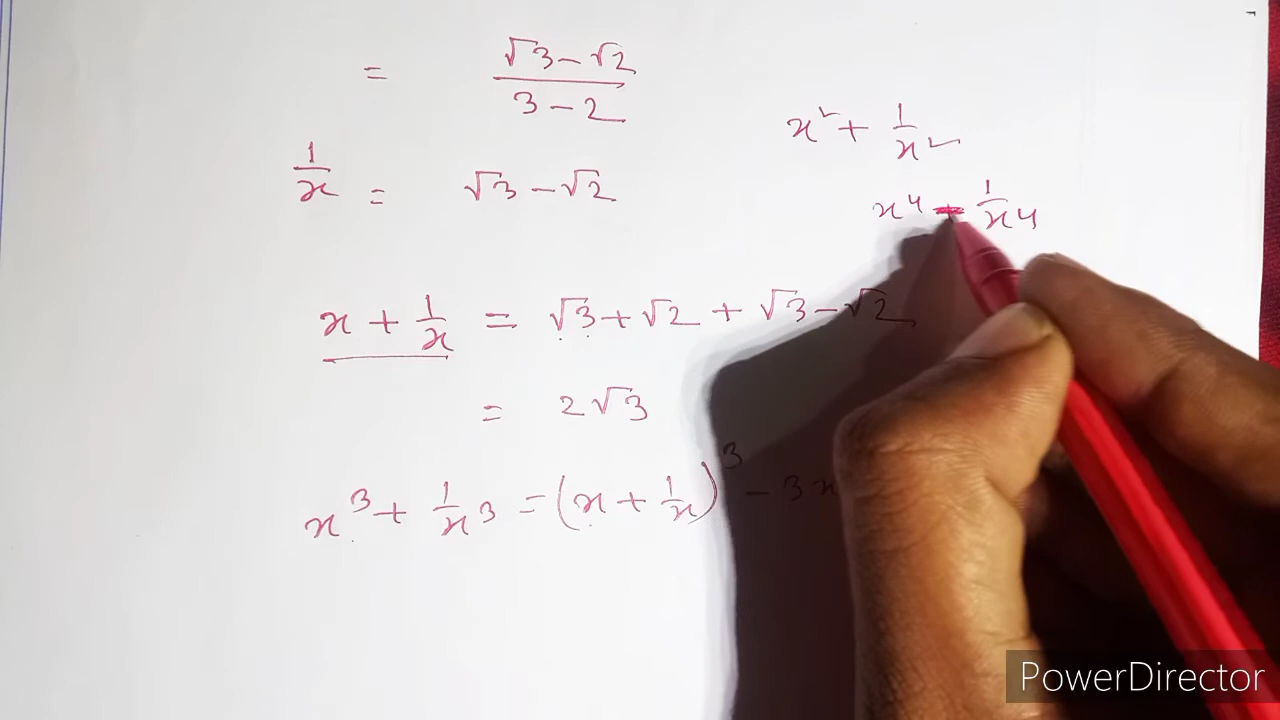 = (√3 − √2) / (3 − 2)
x² + 1/x²
1/x = √3 − √2
x⁴ − 1/x⁴
x + 1/x = √3 + √2 + √3 − √2
= 2√3
x³ + 1/x³ = (x + 1/x)³ − 3x
PowerDirector